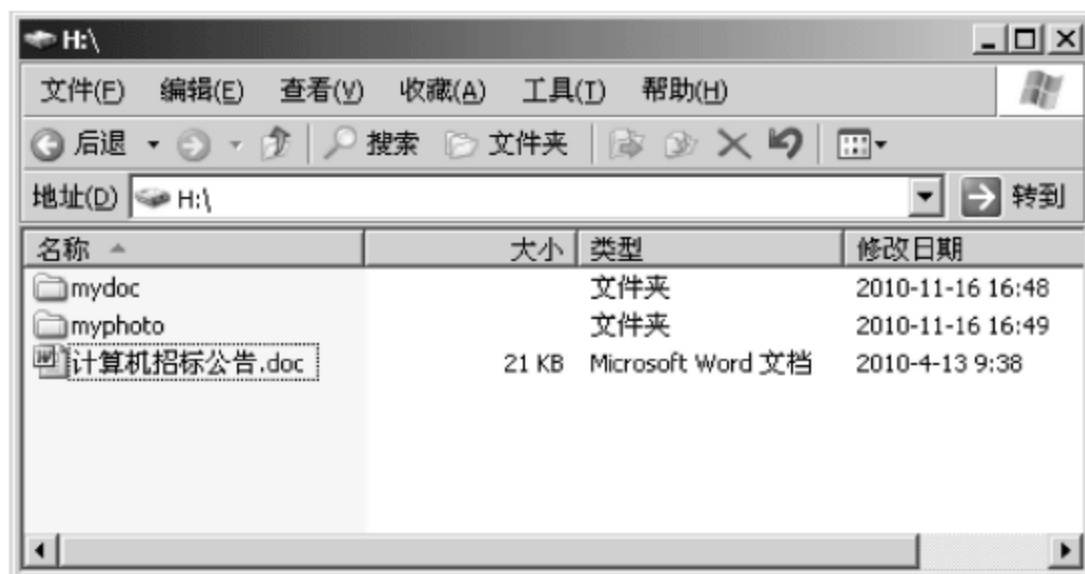 H:\
文件(F) 编辑(E) 查看(V) 收藏(A) 工具(T) 帮助(H)
后退 搜索 文件夹
地址(D) H:\ 转到
名称 大小 类型 修改日期
mydoc 文件夹 2010-11-16 16:48
myphoto 文件夹 2010-11-16 16:49
计算机招标公告.doc 21 KB Microsoft Word 文档 2010-4-13 9:38